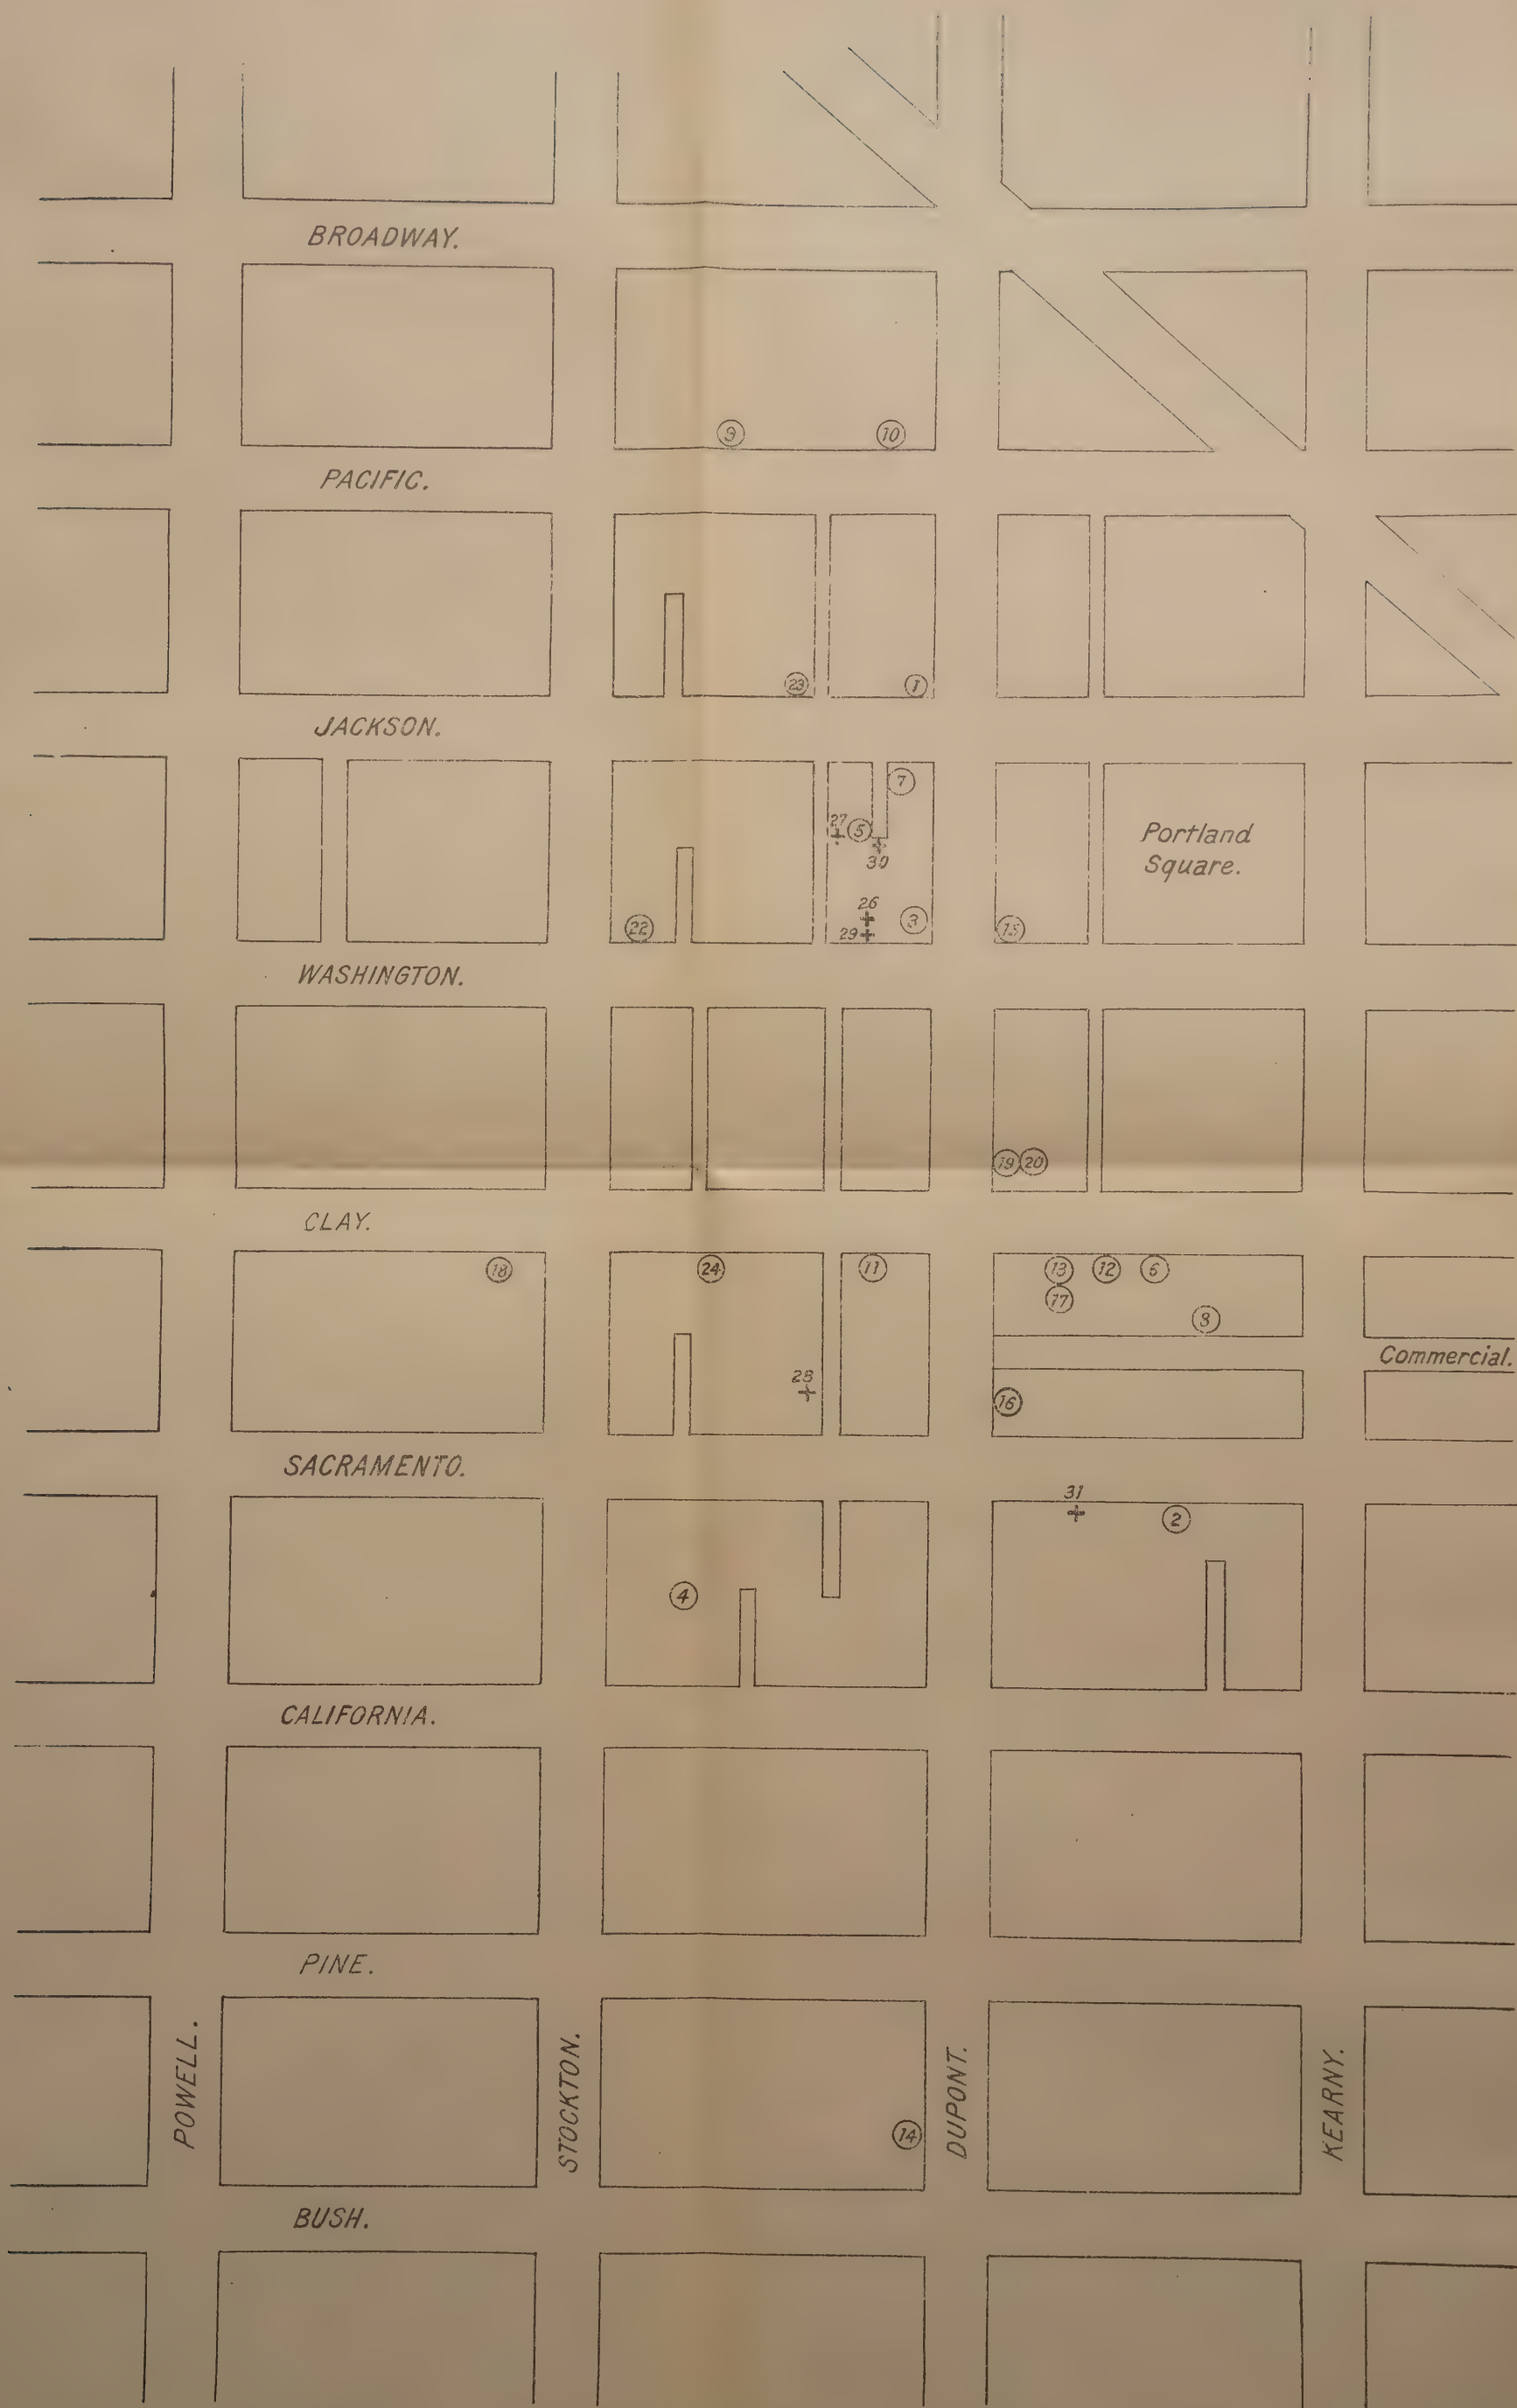 BROADWAY.
9 10
PACIFIC.
23 1
JACKSON.
7
27 5
30
Portland
Square.
26
22 29 3 15
WASHINGTON.
19 20
CLAY.
18 24 11 13 12 6
17
8
Commercial.
28
16
SACRAMENTO.
31
2
4
CALIFORNIA.
PINE.
POWELL.
STOCKTON.
DUPONT.
KEARNY.
14
BUSH.